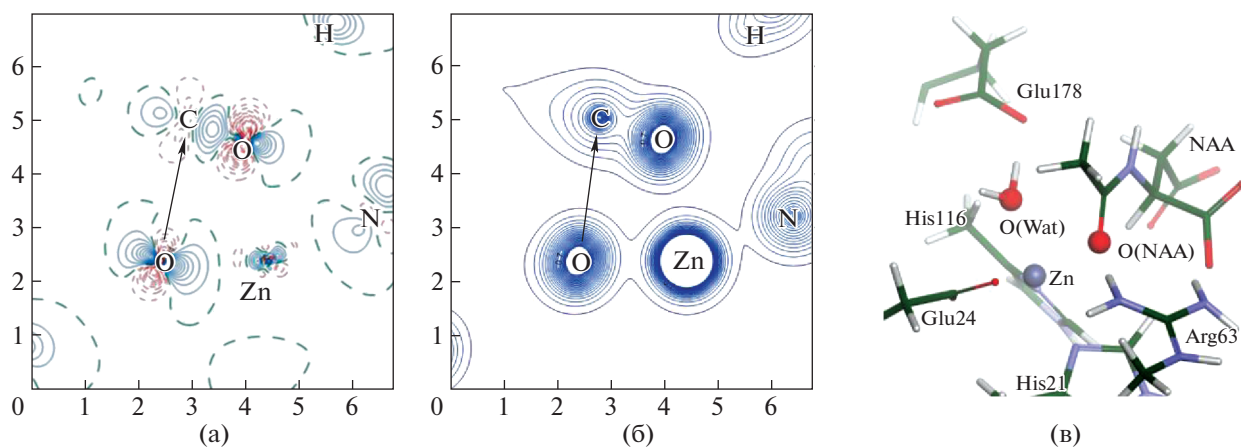 H
6
5
C
O
4
3
N
2
O
Zn
1
0
1
2
3
4
5
6
(а)
H
6
5
C
O
4
3
N
2
O
Zn
1
0
1
2
3
4
5
6
(б)
Glu178
NAA
His116
O(Wat)
O(NAA)
Zn
Glu24
Arg63
His21
(в)